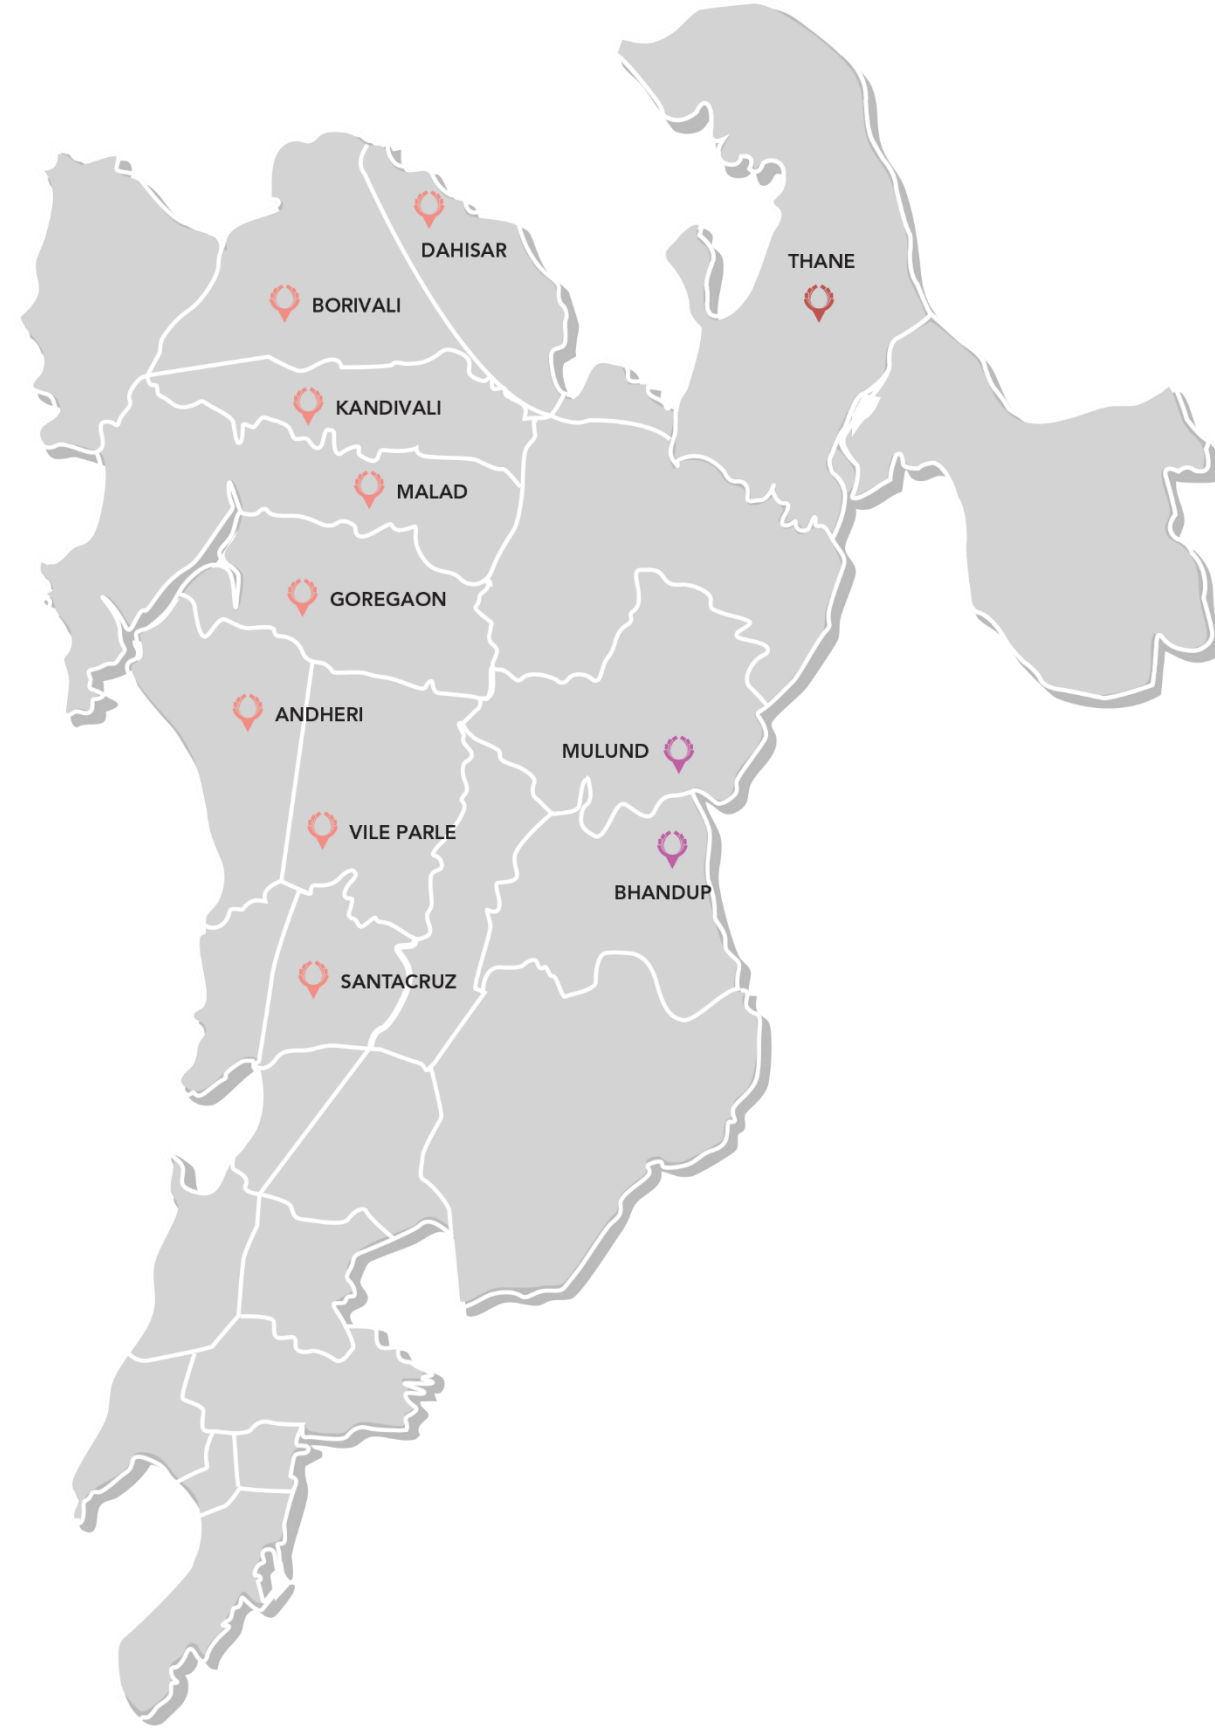 DAHISAR
THANE
BORIVALI
KANDIVALI
MALAD
GOREGAON
ANDHERI
MULUND
VILE PARLE
BHANDUP
SANTACRUZ